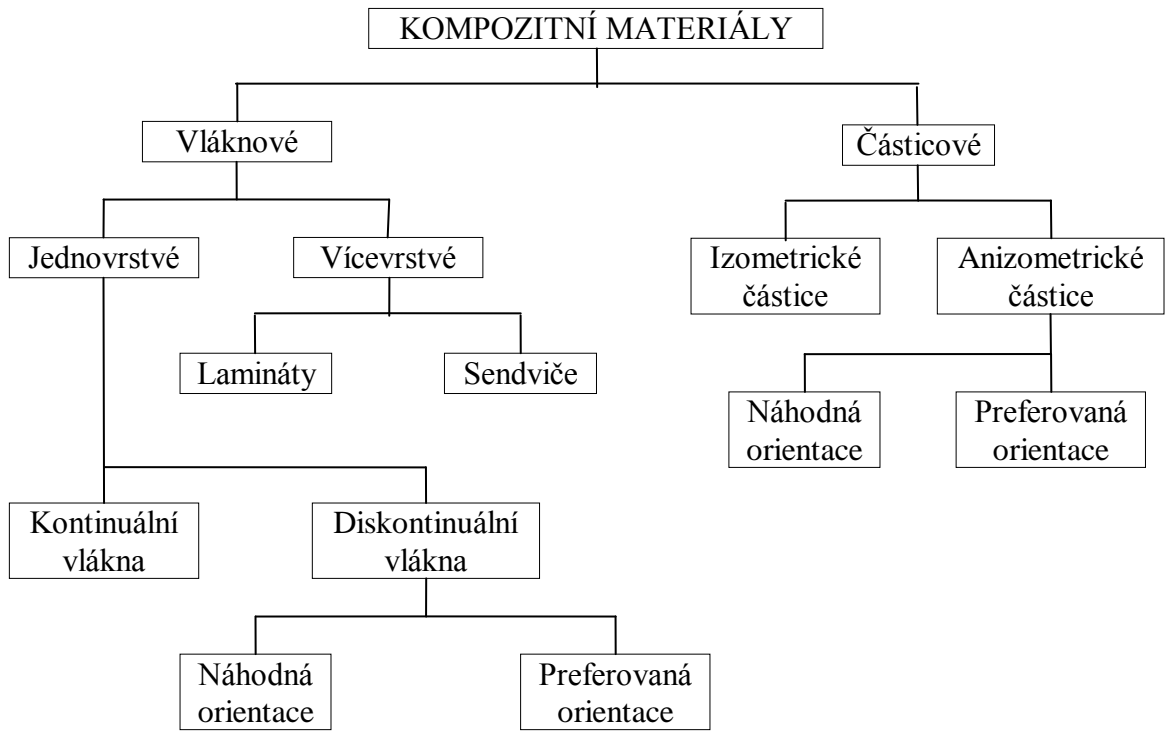 KOMPOZITNÍ MATERIÁLY
Vláknové
Částicové
Jednovrstvé
Vícevrstvé
Izometrické
částice
Anizometrické
částice
Lamináty
Sendviče
Náhodná
orientace
Preferovaná
orientace
Kontinuální
vlákna
Diskontinuální
vlákna
Náhodná
orientace
Preferovaná
orientace